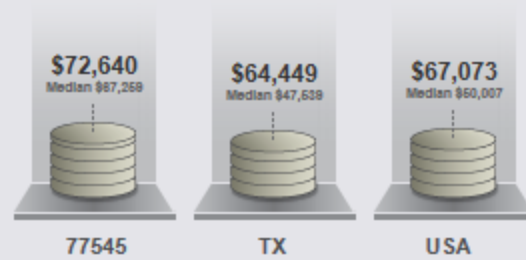 $72,640
Median $67,259
$64,449
Median $47,539
$67,073
Median $50,007
77545
TX
USA